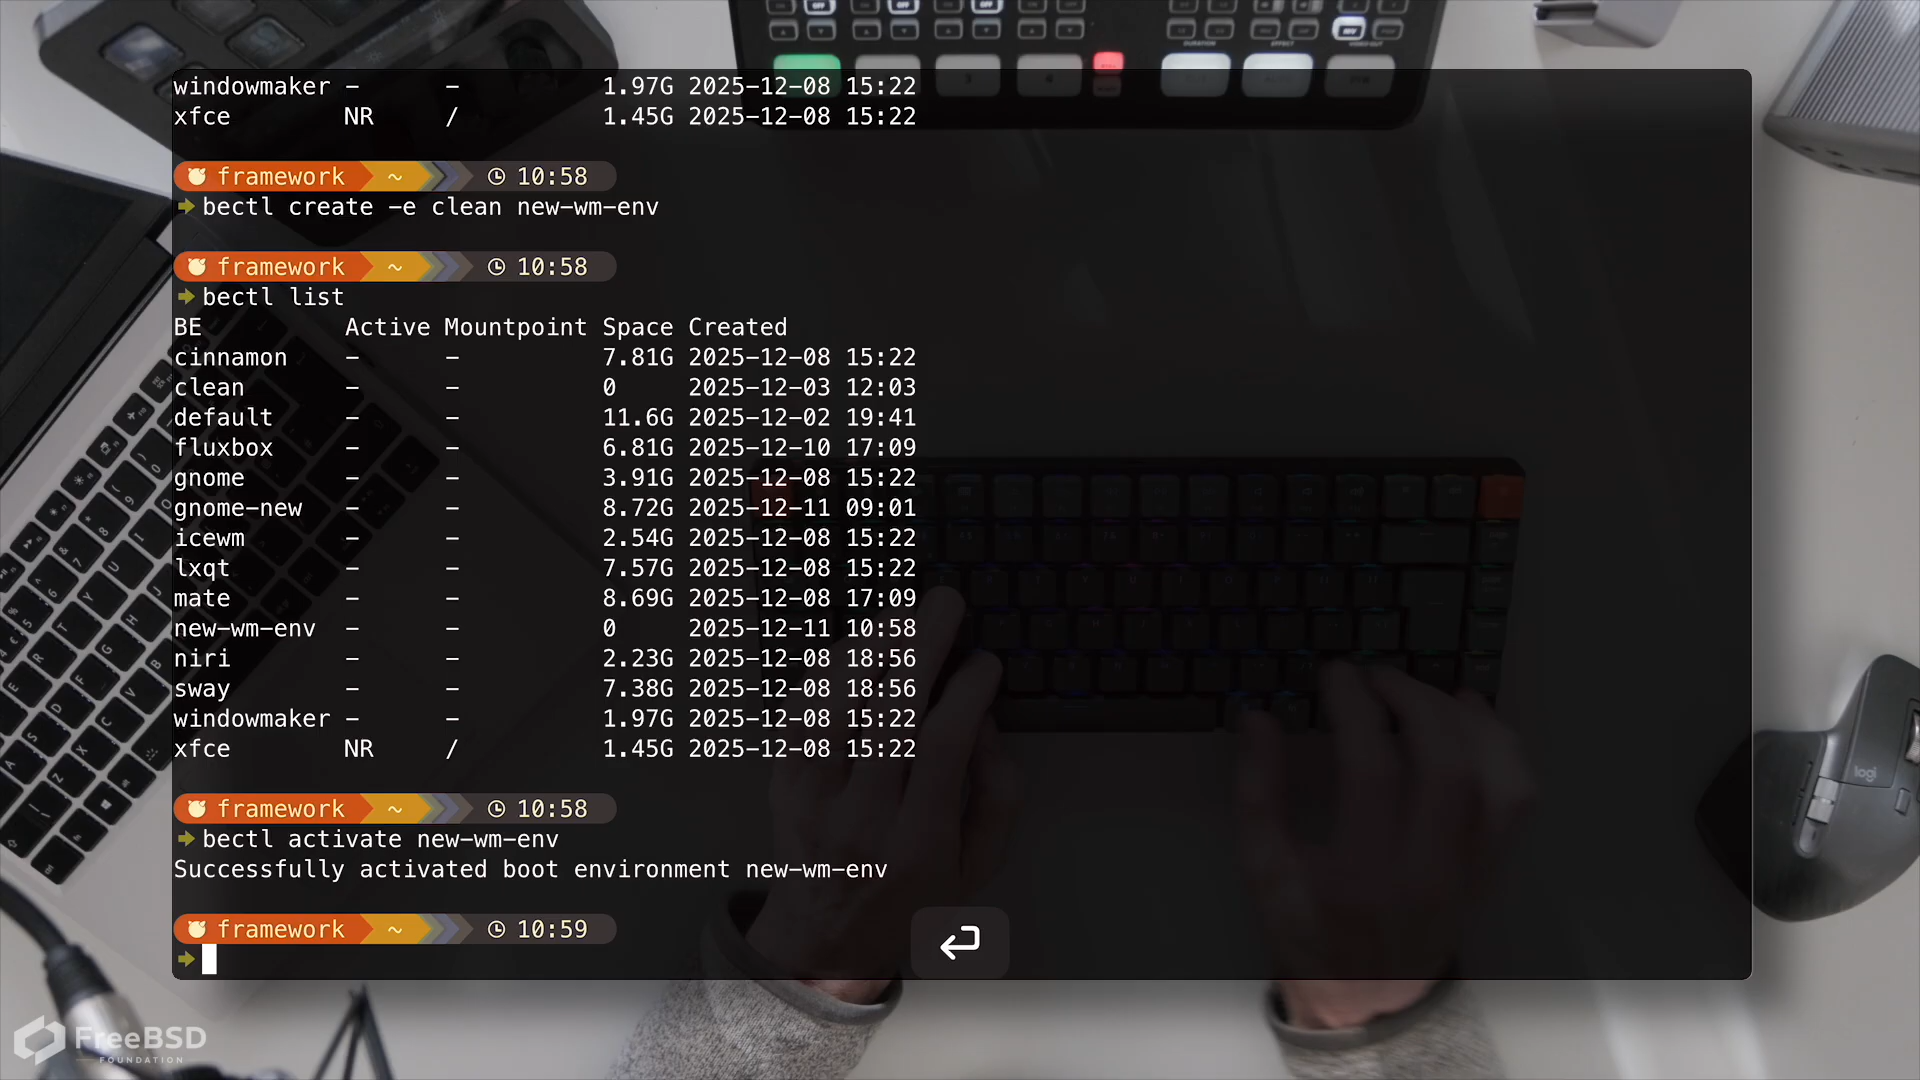 windowmaker - - 1.97G 2025-12-08 15:22
xfce NR / 1.45G 2025-12-08 15:22
framework ~ 10:58
bectl create -e clean new-wm-env
framework ~ 10:58
bectl list
BE Active Mountpoint Space Created
cinnamon - - 7.81G 2025-12-08 15:22
clean - - 0 2025-12-03 12:03
default - - 11.6G 2025-12-02 19:41
fluxbox - - 6.81G 2025-12-10 17:09
gnome - - 3.91G 2025-12-08 15:22
gnome-new - - 8.72G 2025-12-11 09:01
icewm - - 2.54G 2025-12-08 15:22
lxqt - - 7.57G 2025-12-08 15:22
mate - - 8.69G 2025-12-08 17:09
new-wm-env - - 0 2025-12-11 10:58
niri - - 2.23G 2025-12-08 18:56
sway - - 7.38G 2025-12-08 18:56
windowmaker - - 1.97G 2025-12-08 15:22
xfce NR / 1.45G 2025-12-08 15:22
framework ~ 10:58
bectl activate new-wm-env
Successfully activated boot environment new-wm-env
framework ~ 10:59
logi
FreeBSD
FOUNDATION